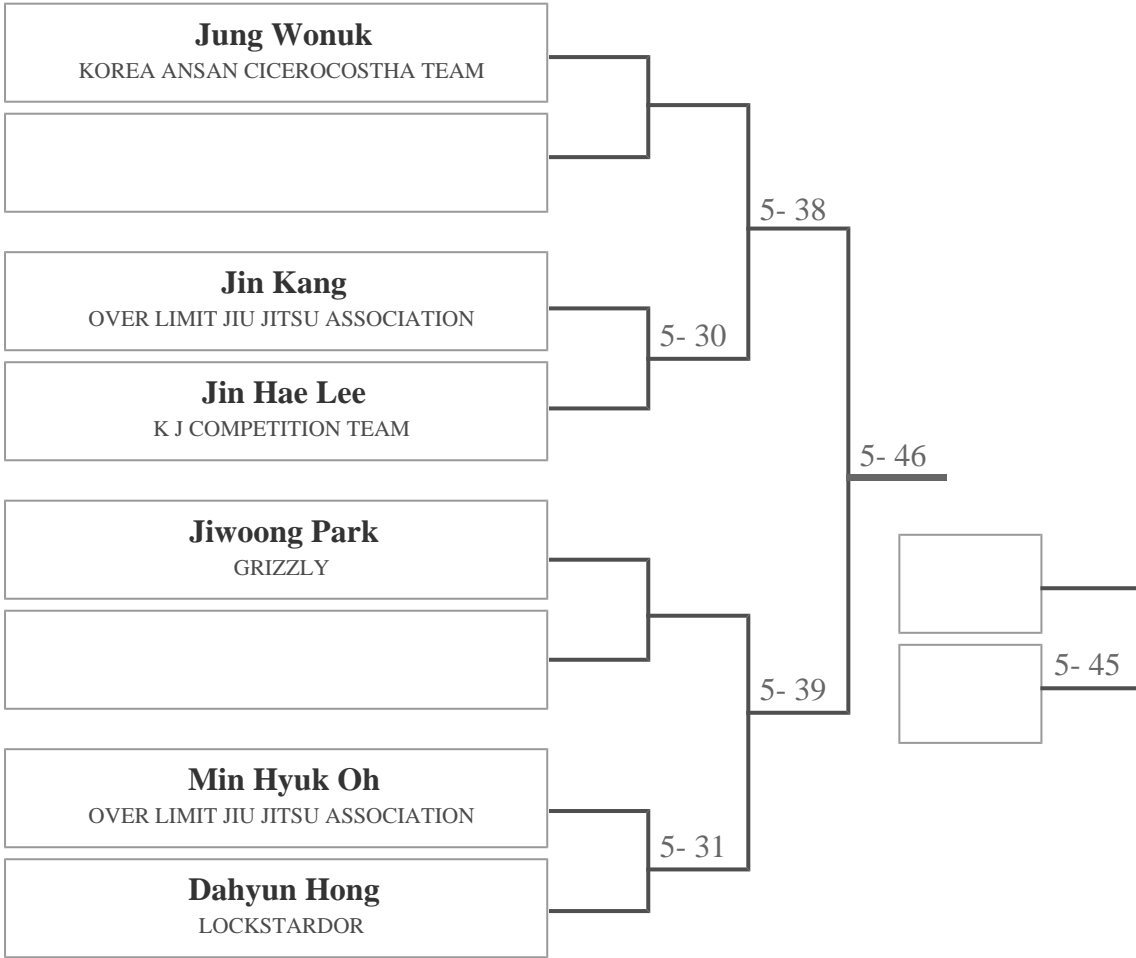 Jung Wonuk
KOREA ANSAN CICEROCOSTHA TEAM
5- 38
Jin Kang
OVER LIMIT JIU JITSU ASSOCIATION
5- 30
Jin Hae Lee
K J COMPETITION TEAM
5- 46
Jiwoong Park
GRIZZLY
5- 39
5- 45
Min Hyuk Oh
OVER LIMIT JIU JITSU ASSOCIATION
5- 31
Dahyun Hong
LOCKSTARDOR